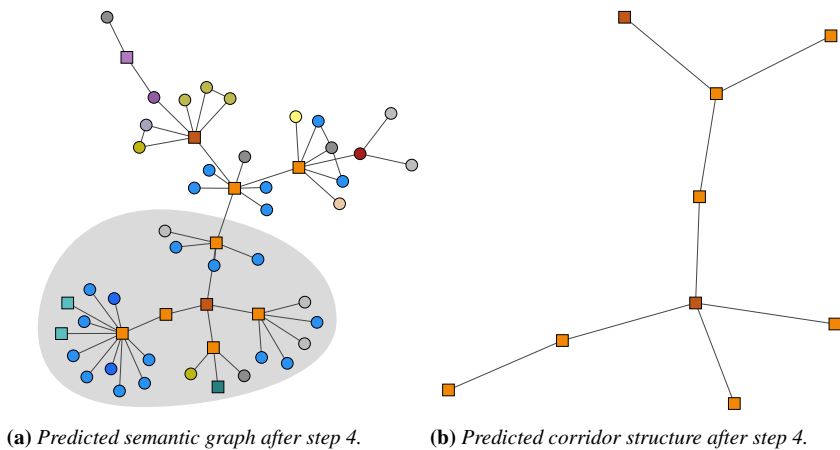 (a) Predicted semantic graph after step 4.
(b) Predicted corridor structure after step 4.